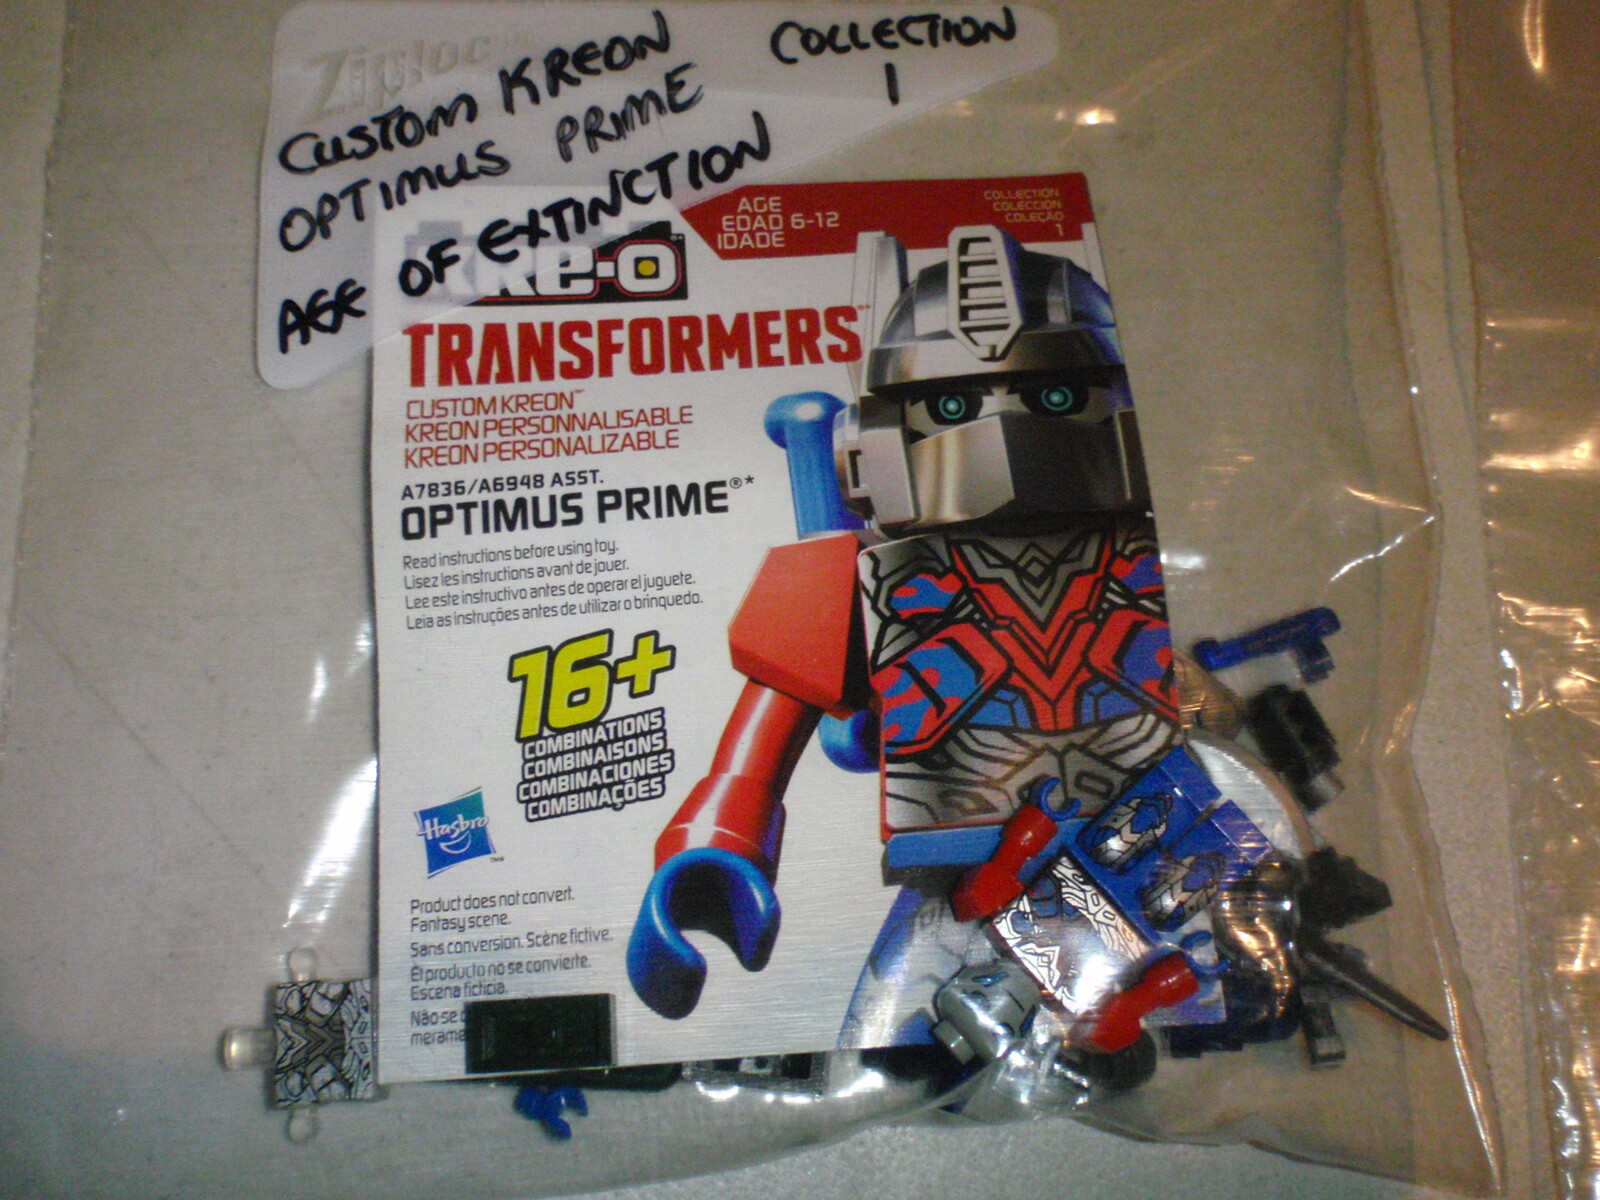 Ziploc
CUSTOM KREON COLLECTION
OPTIMUS PRIME 1
AGE OF EXTINCTION
AGE
EDAD 6-12
IDADE
COLLECTION
COLECCIÓN
COLEÇÃO
1
kre-o
TRANSFORMERS™
CUSTOM KREON™
KREON PERSONNALISABLE
KREON PERSONALIZABLE
A7836/A6948 ASST.
OPTIMUS PRIME®*
Read instructions before using toy.
Lisez les instructions avant de jouer.
Lee este instructivo antes de operar el juguete.
Leia as instruções antes de utilizar o brinquedo.
16+
COMBINATIONS
COMBINAISONS
COMBINACIONES
COMBINAÇÕES
Hasbro
Product does not convert.
Fantasy scene.
Sans conversion. Scène fictive.
El producto no se convierte.
Escena ficticia.
Não se